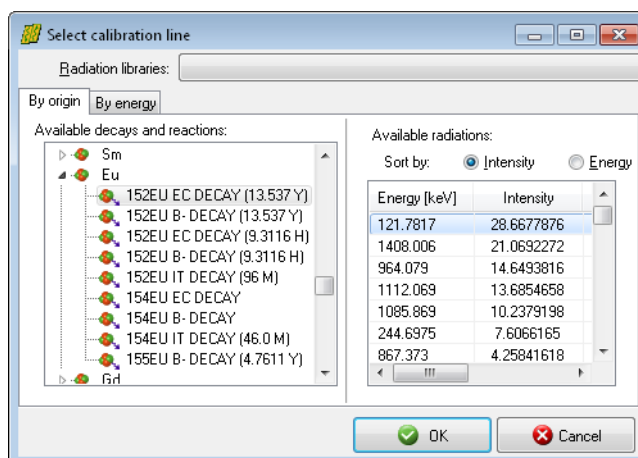 Select calibration line
Radiation libraries:
By origin By energy
Available decays and reactions:
Sm
Eu
152EU EC DECAY (13.537 Y)
152EU B- DECAY (13.537 Y)
152EU EC DECAY (9.3116 H)
152EU B- DECAY (9.3116 H)
152EU IT DECAY (96 M)
154EU EC DECAY
154EU B- DECAY
154EU IT DECAY (46.0 M)
155EU B- DECAY (4.7611 Y)
Gd
Available radiations:
Sort by: Intensity Energy
Energy [keV] Intensity
121.7817 28.6677876
1408.006 21.0692272
964.079 14.6493816
1112.069 13.6854658
1085.869 10.2379198
244.6975 7.6066165
867.373 4.25841618
OK Cancel